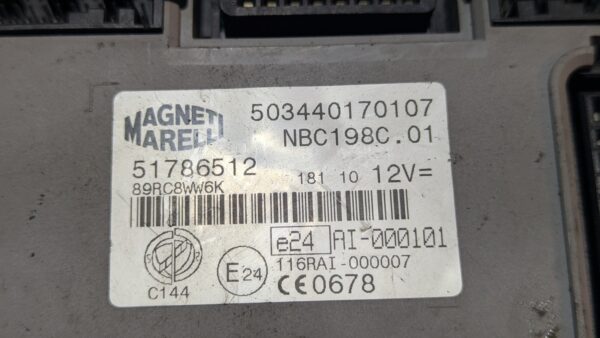 MAGNETI MARELLI
503440170107
NBC198C.01
51786512
181 10 12V=
89RC8WW6K
e24 AI-000101
116RAI-000007
E24
C144
CE0678